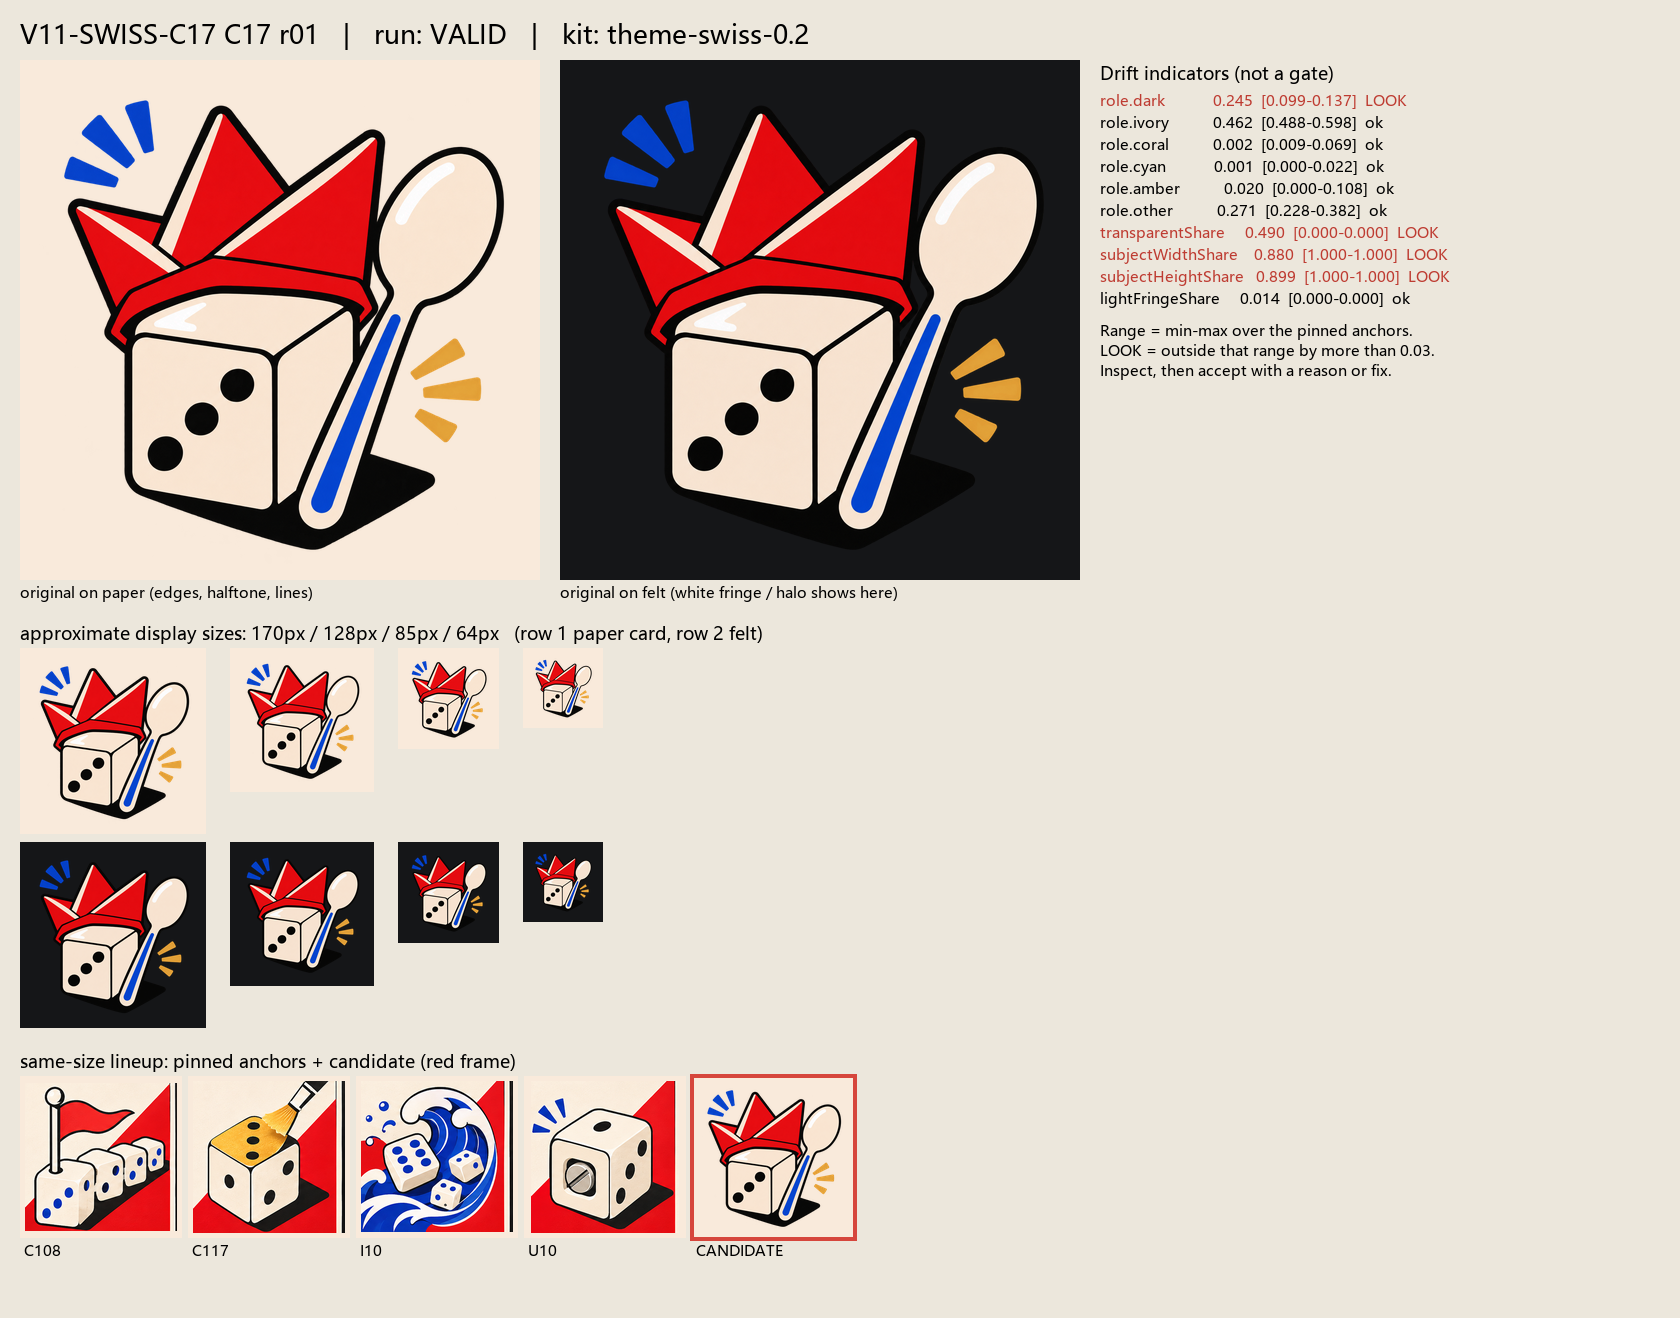 V11-SWISS-C17 C17 r01 | run: VALID | kit: theme-swiss-0.2
Drift indicators (not a gate)
role.dark 0.245 [0.099-0.137] LOOK
role.ivory 0.462 [0.488-0.598] ok
role.coral 0.002 [0.009-0.069] ok
role.cyan 0.001 [0.000-0.022] ok
role.amber 0.020 [0.000-0.108] ok
role.other 0.271 [0.228-0.382] ok
transparentShare 0.490 [0.000-0.000] LOOK
subjectWidthShare 0.880 [1.000-1.000] LOOK
subjectHeightShare 0.899 [1.000-1.000] LOOK
lightFringeShare 0.014 [0.000-0.000] ok
Range = min-max over the pinned anchors.
LOOK = outside that range by more than 0.03.
Inspect, then accept with a reason or fix.
original on paper (edges, halftone, lines)
original on felt (white fringe / halo shows here)
approximate display sizes: 170px / 128px / 85px / 64px (row 1 paper card, row 2 felt)
same-size lineup: pinned anchors + candidate (red frame)
C108
C117
I10
U10
CANDIDATE